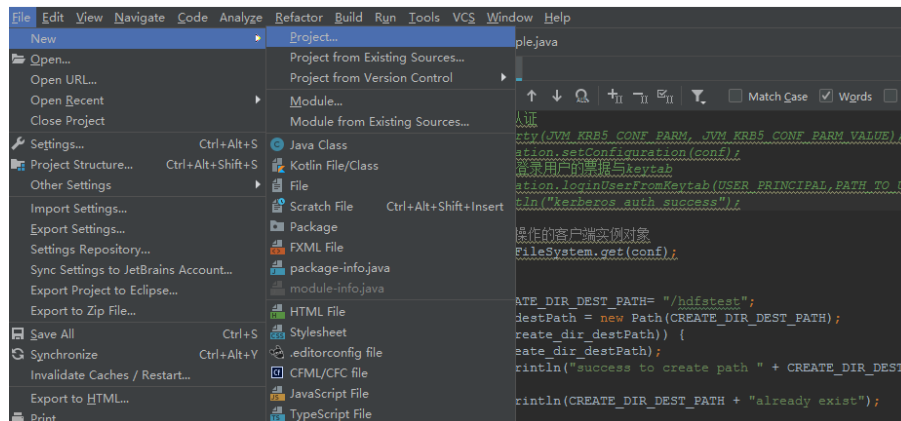 File Edit View Navigate Code Analyze Refactor Build Run Tools VCS Window Help
New
Open...
Open URL...
Open Recent
Close Project
Settings... Ctrl+Alt+S
Project Structure... Ctrl+Alt+Shift+S
Other Settings
Import Settings...
Export Settings...
Settings Repository...
Sync Settings to JetBrains Account...
Export Project to Eclipse...
Export to Zip File...
Save All Ctrl+S
Synchronize Ctrl+Alt+Y
Invalidate Caches / Restart...
Export to HTML...
Print
Project...
Project from Existing Sources...
Project from Version Control
Module...
Module from Existing Sources...
Java Class
Kotlin File/Class
File
Scratch File Ctrl+Alt+Shift+Insert
Package
FXML File
package-info.java
module-info.java
HTML File
Stylesheet
.editorconfig file
CFML/CFC file
JavaScript File
TypeScript File
ple.java
Match Case Words
认证
rty(JVM_KRB5_CONF_PARM, JVM_KRB5_CONF_PARM_VALUE);
ation.setConfiguration(conf);
登录用户的票据与keytab
ation.loginUserFromKeytab(USER_PRINCIPAL,PATH_TO_
tln("kerberos auth success");
操作的客户端实例对象
FileSystem.get(conf);
ATE_DIR_DEST_PATH= "/hdfstest";
destPath = new Path(CREATE_DIR_DEST_PATH);
reate_dir_destPath)) {
eate_dir_destPath);
rintln("success to create path " + CREATE_DIR_DEST
rintln(CREATE_DIR_DEST_PATH + "already exist");